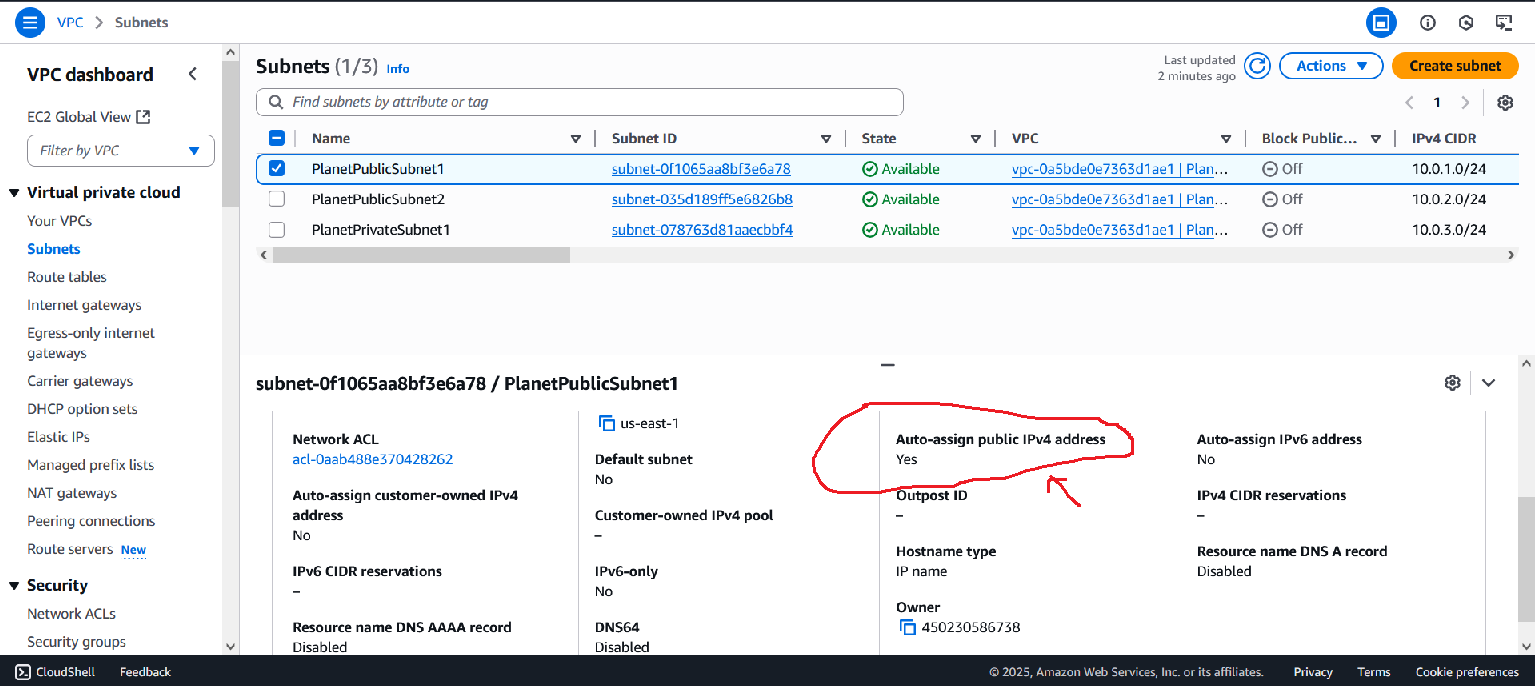 VPC > Subnets
VPC dashboard
EC2 Global View
Filter by VPC
Virtual private cloud
Your VPCs
Subnets
Route tables
Internet gateways
Egress-only internet
gateways
Carrier gateways
DHCP option sets
Elastic IPs
Managed prefix lists
NAT gateways
Peering connections
Route servers New
Security
Network ACLs
Security groups
Subnets (1/3) Info
Last updated
2 minutes ago
Actions
Create subnet
Find subnets by attribute or tag
1
Name Subnet ID State VPC Block Public... IPv4 CIDR
PlanetPublicSubnet1 subnet-0f1065aa8bf3e6a78 Available vpc-0a5bde0e7363d1ae1 | Plan... Off 10.0.1.0/24
PlanetPublicSubnet2 subnet-035d189ff5e6826b8 Available vpc-0a5bde0e7363d1ae1 | Plan... Off 10.0.2.0/24
PlanetPrivateSubnet1 subnet-078763d81aaecbbf4 Available vpc-0a5bde0e7363d1ae1 | Plan... Off 10.0.3.0/24
subnet-0f1065aa8bf3e6a78 / PlanetPublicSubnet1
Network ACL
acl-0aab488e370428262
Auto-assign customer-owned IPv4
address
No
IPv6 CIDR reservations
–
Resource name DNS AAAA record
Disabled
us-east-1
Default subnet
No
Customer-owned IPv4 pool
–
IPv6-only
No
DNS64
Disabled
Auto-assign public IPv4 address
Yes
Outpost ID
–
Hostname type
IP name
Owner
450230586738
Auto-assign IPv6 address
No
IPv4 CIDR reservations
–
Resource name DNS A record
Disabled
CloudShell Feedback © 2025, Amazon Web Services, Inc. or its affiliates. Privacy Terms Cookie preferences